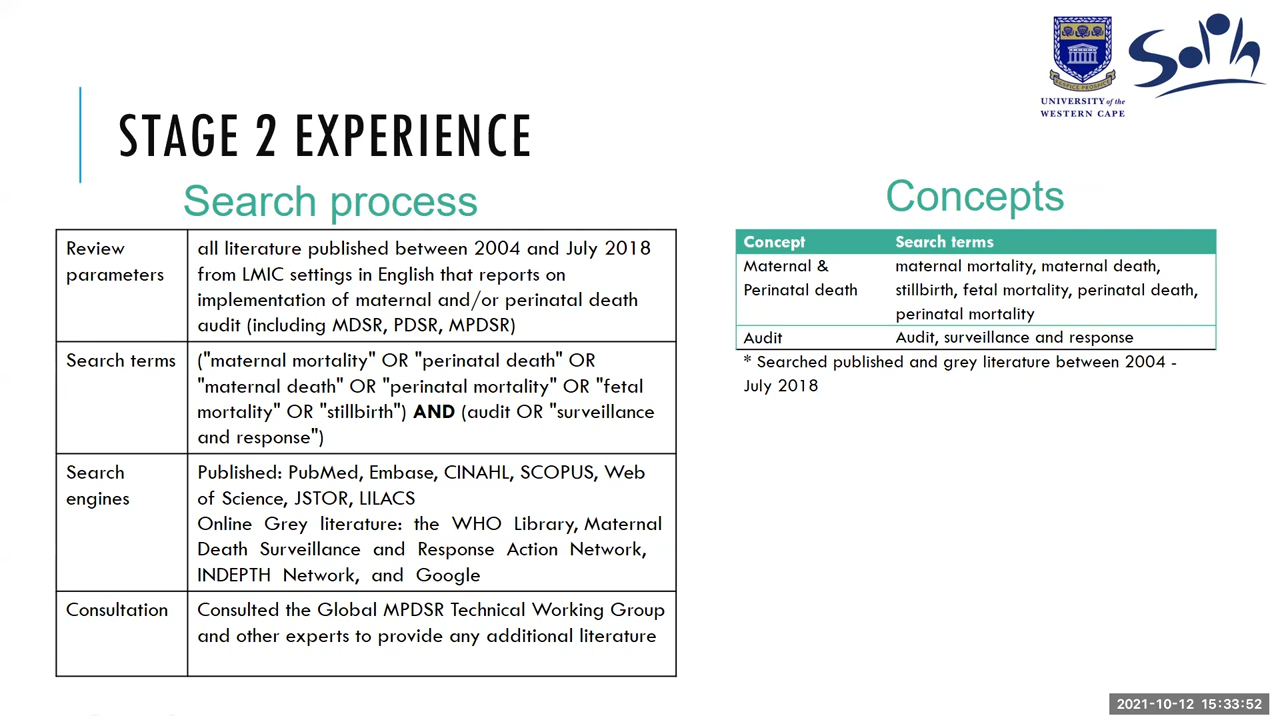 UNIVERSITY of the
WESTERN CAPE
SoPh
STAGE 2 EXPERIENCE
Search process
Review
parameters
all literature published between 2004 and July 2018
from LMIC settings in English that reports on
implementation of maternal and/or perinatal death
audit (including MDSR, PDSR, MPDSR)
Search terms
("maternal mortality" OR "perinatal death" OR
"maternal death" OR "perinatal mortality" OR "fetal
mortality" OR "stillbirth") AND (audit OR "surveillance
and response")
Search
engines
Published: PubMed, Embase, CINAHL, SCOPUS, Web
of Science, JSTOR, LILACS
Online Grey literature: the WHO Library, Maternal
Death Surveillance and Response Action Network,
INDEPTH Network, and Google
Consultation
Consulted the Global MPDSR Technical Working Group
and other experts to provide any additional literature
Concepts
Concept
Search terms
Maternal &
Perinatal death
maternal mortality, maternal death,
stillbirth, fetal mortality, perinatal death,
perinatal mortality
Audit
Audit, surveillance and response
* Searched published and grey literature between 2004 -
July 2018
2021-10-12 15:33:52